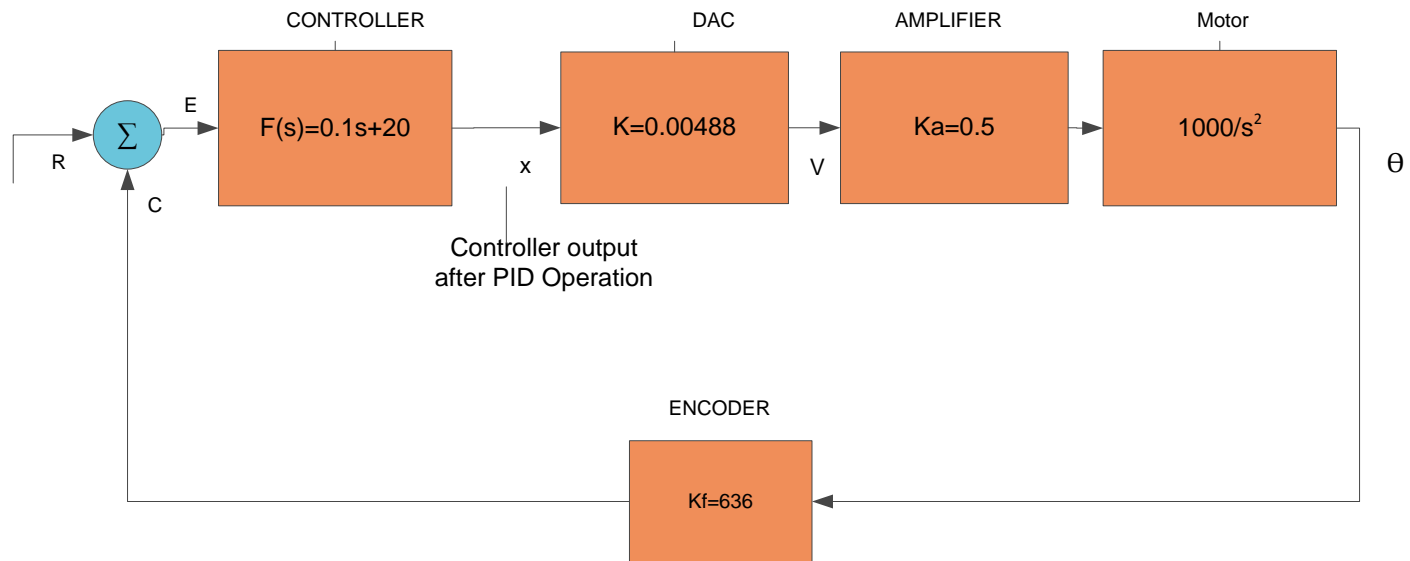 CONTROLLER
DAC
AMPLIFIER
Motor
E
F(s)=0.1s+20
K=0.00488
Ka=0.5
1000/s²
Σ
R
x
V
Θ
C
Controller output
after PID Operation
ENCODER
Kf=636